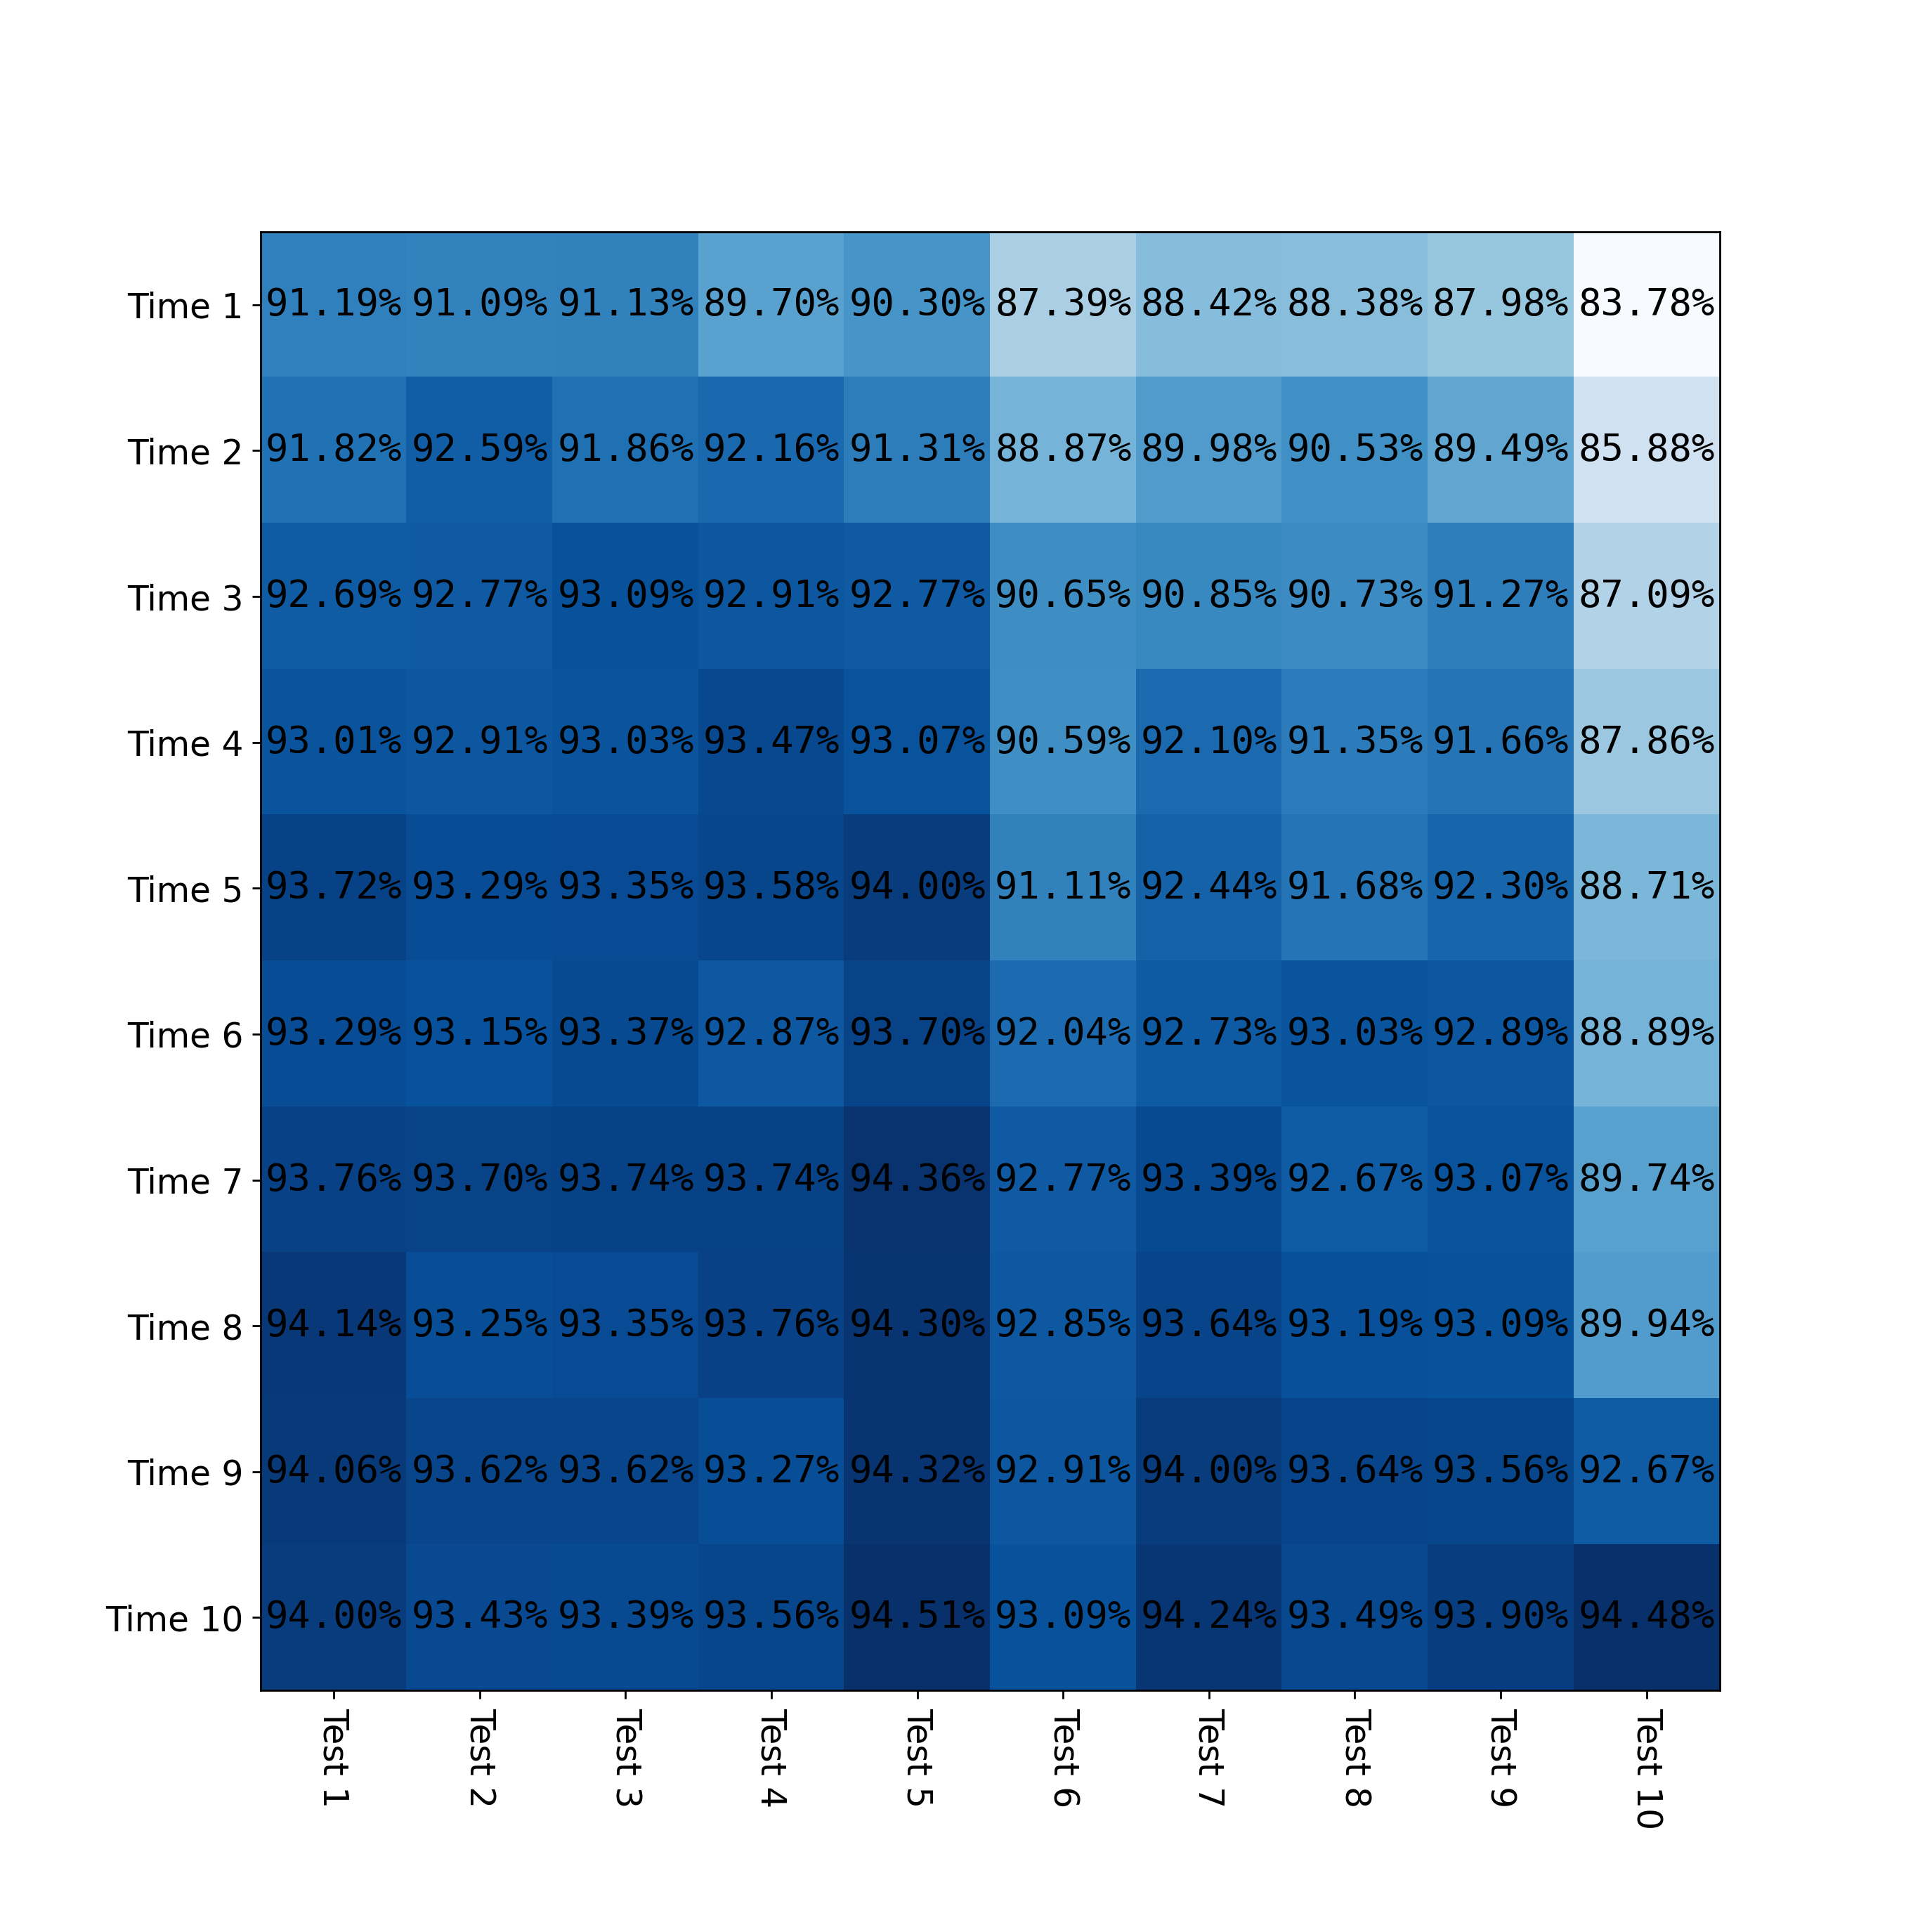 Time 1 91.19% 91.09% 91.13% 89.70% 90.30% 87.39% 88.42% 88.38% 87.98% 83.78%
Time 2 91.82% 92.59% 91.86% 92.16% 91.31% 88.87% 89.98% 90.53% 89.49% 85.88%
Time 3 92.69% 92.77% 93.09% 92.91% 92.77% 90.65% 90.85% 90.73% 91.27% 87.09%
Time 4 93.01% 92.91% 93.03% 93.47% 93.07% 90.59% 92.10% 91.35% 91.66% 87.86%
Time 5 93.72% 93.29% 93.35% 93.58% 94.00% 91.11% 92.44% 91.68% 92.30% 88.71%
Time 6 93.29% 93.15% 93.37% 92.87% 93.70% 92.04% 92.73% 93.03% 92.89% 88.89%
Time 7 93.76% 93.70% 93.74% 93.74% 94.36% 92.77% 93.39% 92.67% 93.07% 89.74%
Time 8 94.14% 93.25% 93.35% 93.76% 94.30% 92.85% 93.64% 93.19% 93.09% 89.94%
Time 9 94.06% 93.62% 93.62% 93.27% 94.32% 92.91% 94.00% 93.64% 93.56% 92.67%
Time 10 94.00% 93.43% 93.39% 93.56% 94.51% 93.09% 94.24% 93.49% 93.90% 94.48%
Test 1 Test 2 Test 3 Test 4 Test 5 Test 6 Test 7 Test 8 Test 9 Test 10